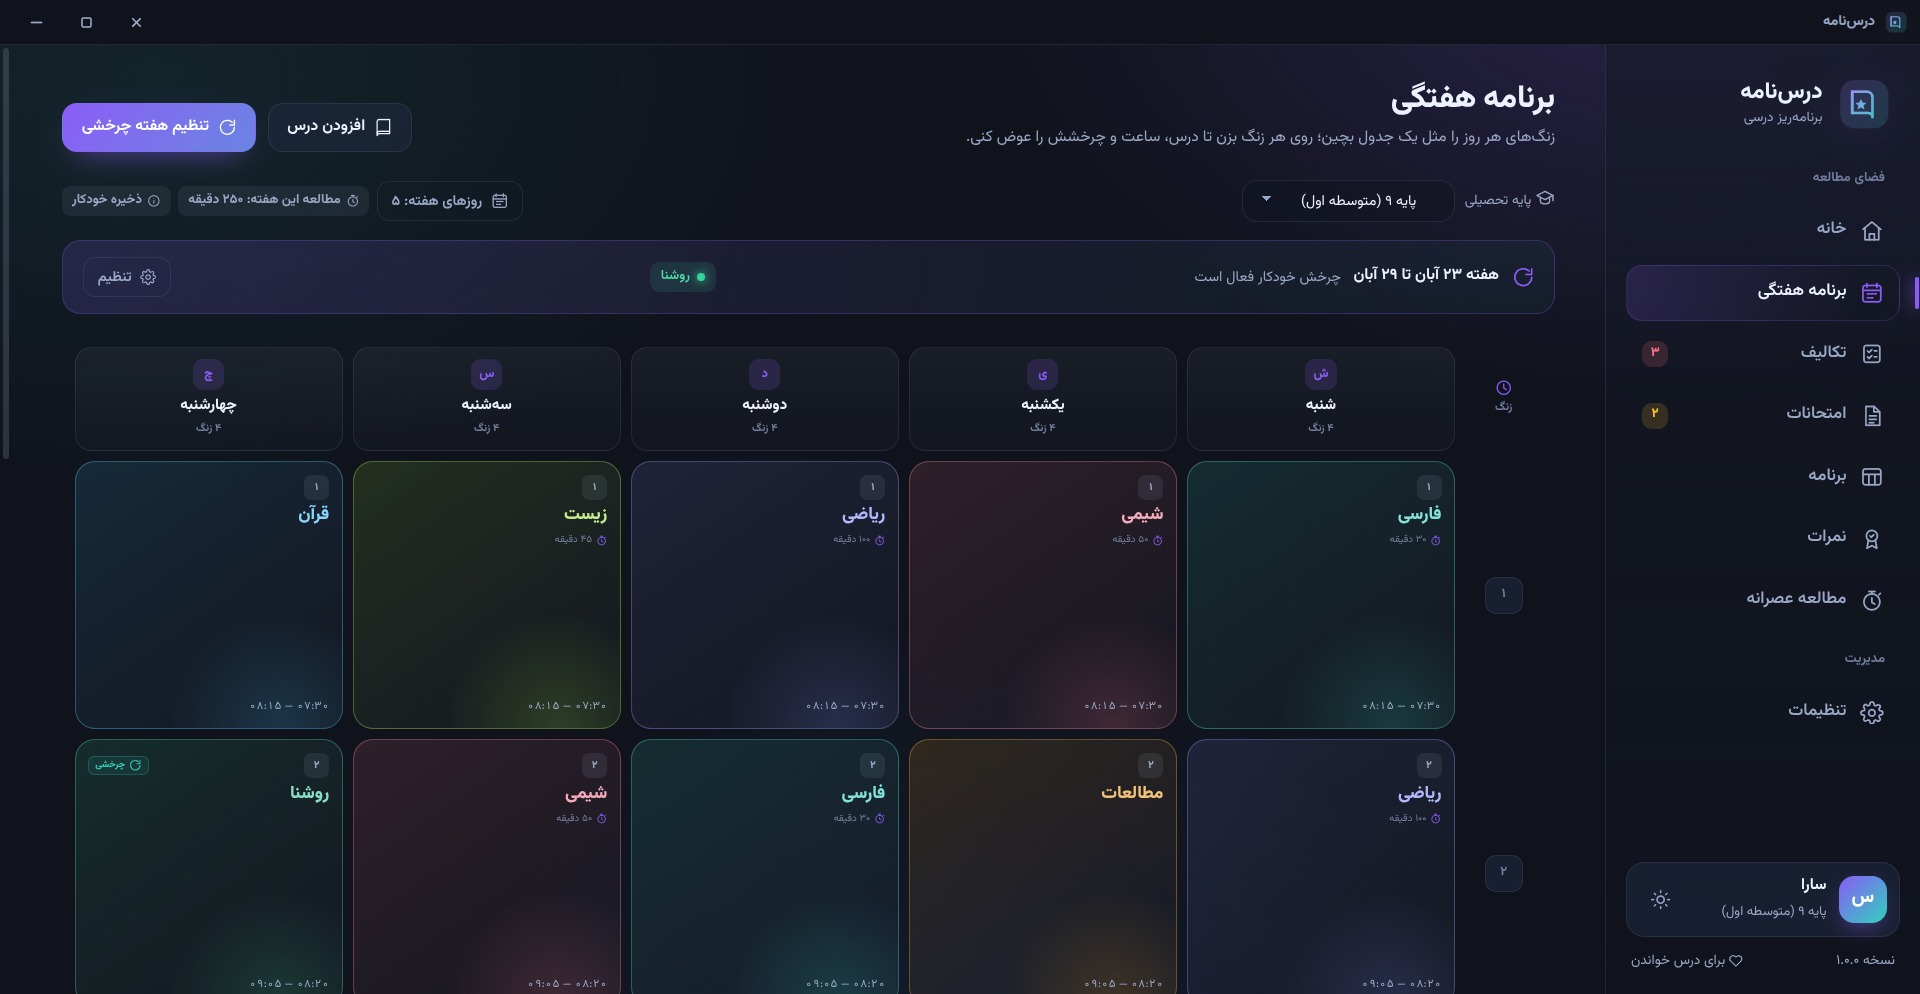 درس‌نامه
درس‌نامه
برنامه‌ریز درسی
فضای مطالعه
خانه
برنامه هفتگی
تکالیف ۳
امتحانات ۲
برنامه
نمرات
مطالعه عصرانه
مدیریت
تنظیمات
س
سارا
پایه ۹ (متوسطه اول)
نسخه ۱.۰.۰
برای درس خواندن
برنامه هفتگی
زنگ‌های هر روز را مثل یک جدول بچین؛ روی هر زنگ بزن تا درس، ساعت و چرخشش را عوض کنی.
افزودن درس
تنظیم هفته چرخشی
پایه تحصیلی
پایه ۹ (متوسطه اول)
روزهای هفته: ۵
مطالعه این هفته: ۲۵۰ دقیقه
ذخیره خودکار
هفته ۲۳ آبان تا ۲۹ آبان
چرخش خودکار فعال است
روشنا
تنظیم
زنگ
ش
شنبه
۴ زنگ
ی
یکشنبه
۴ زنگ
د
دوشنبه
۴ زنگ
س
سه‌شنبه
۴ زنگ
چ
چهارشنبه
۴ زنگ
۱
۱
فارسی
۳۰ دقیقه
۰۷:۳۰ — ۰۸:۱۵
۱
شیمی
۵۰ دقیقه
۰۷:۳۰ — ۰۸:۱۵
۱
ریاضی
۱۰۰ دقیقه
۰۷:۳۰ — ۰۸:۱۵
۱
زیست
۴۵ دقیقه
۰۷:۳۰ — ۰۸:۱۵
۱
قرآن
۰۷:۳۰ — ۰۸:۱۵
۲
۲
ریاضی
۱۰۰ دقیقه
۰۸:۲۰ — ۰۹:۰۵
۲
مطالعات
۰۸:۲۰ — ۰۹:۰۵
۲
فارسی
۳۰ دقیقه
۰۸:۲۰ — ۰۹:۰۵
۲
شیمی
۵۰ دقیقه
۰۸:۲۰ — ۰۹:۰۵
۲
چرخشی
روشنا
۰۸:۲۰ — ۰۹:۰۵